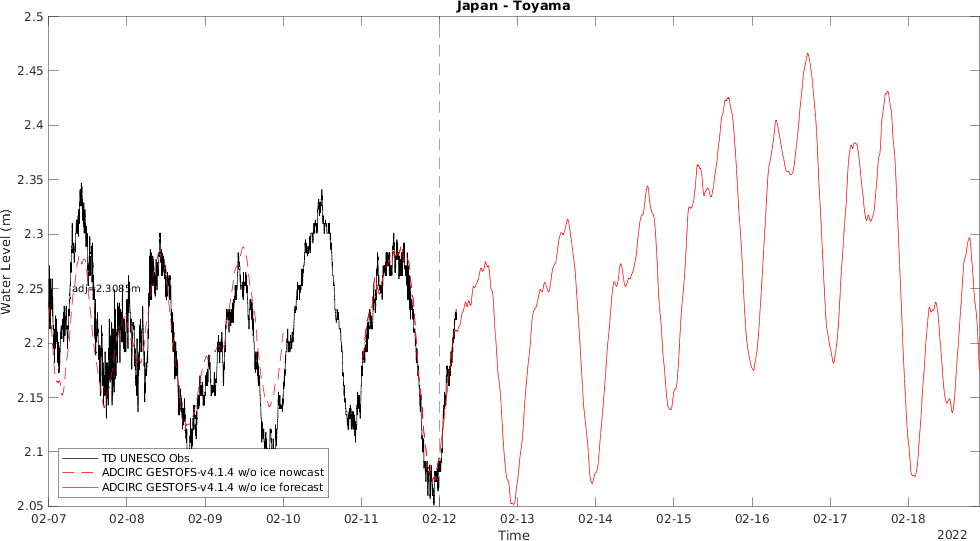 Japan - Toyama
2.5
2.45
2.4
2.35
2.3
2.25
2.2
2.15
2.1
2.05
Water Level (m)
adj=2.3085m
TD UNESCO Obs.
ADCIRC GESTOFS-v4.1.4 w/o ice nowcast
ADCIRC GESTOFS-v4.1.4 w/o ice forecast
02-07 02-08 02-09 02-10 02-11 02-12 02-13 02-14 02-15 02-16 02-17 02-18
Time
2022